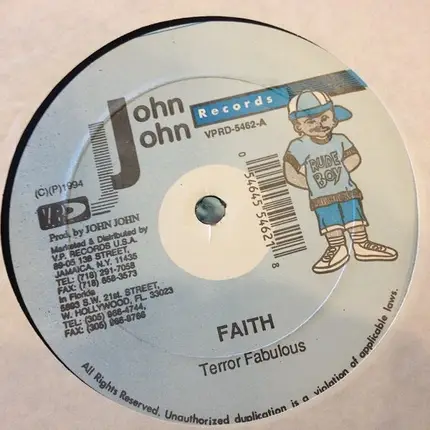 John
John
Records
VPRD-5462-A
(C)(P)1994
V.P.
Prod. by JOHN JOHN
Marketed & Distributed by
V.P. RECORDS U.S.A.
89-05 138 STREET,
JAMAICA, N.Y. 11435
TEL: (718) 291-7058
FAX: (718) 658-3573
In Florida
6893 S.W. 21st. STREET,
W. HOLLYWOOD, FL. 33023
TEL: (305) 966-4744,
FAX: (305) 966-8766
0 54645 54621 8
RUDE
BOY
FAITH
Terror Fabulous
All Rights Reserved. Unauthorized duplication is a violation of applicable laws.